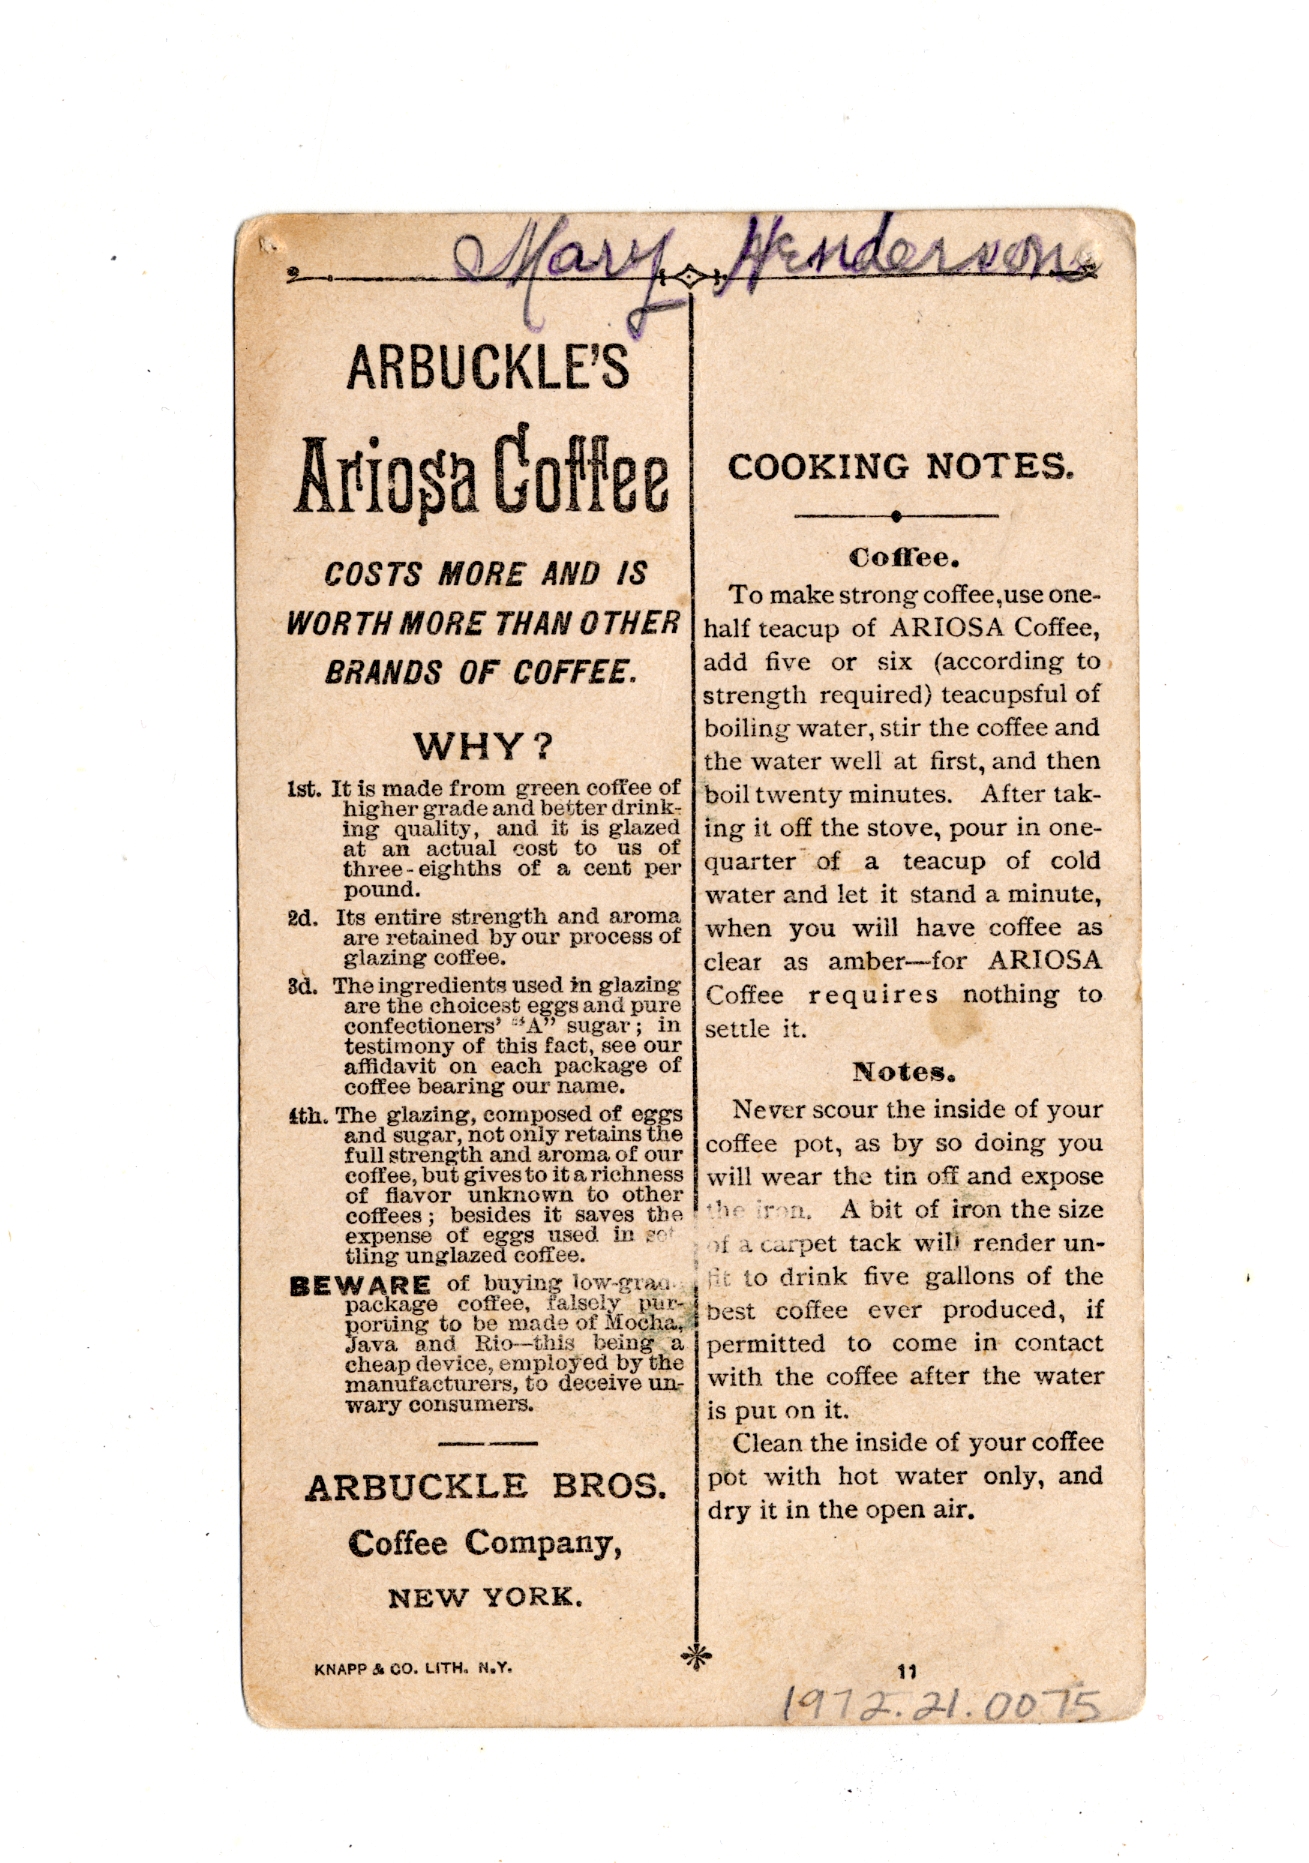 Mary Hendersons
ARBUCKLE'S
Ariosa Coffee
COSTS MORE AND IS
WORTH MORE THAN OTHER
BRANDS OF COFFEE.
WHY?
1st. It is made from green coffee of
higher grade and better drink-
ing quality, and it is glazed
at an actual cost to us of
three-eighths of a cent per
pound.
2d. Its entire strength and aroma
are retained by our process of
glazing coffee.
3d. The ingredients used in glazing
are the choicest eggs and pure
confectioners' "A" sugar; in
testimony of this fact, see our
affidavit on each package of
coffee bearing our name.
4th. The glazing, composed of eggs
and sugar, not only retains the
full strength and aroma of our
coffee, but gives to it a richness
of flavor unknown to other
coffees; besides it saves the
expense of eggs used in set
tling unglazed coffee.
BEWARE of buying low-grad
package coffee, falsely pur-
porting to be made of Mocha,
Java and Rio—this being a
cheap device, employed by the
manufacturers, to deceive un-
wary consumers.
ARBUCKLE BROS.
Coffee Company,
NEW YORK.
KNAPP & CO. LITH. N.Y.
COOKING NOTES.
Coffee.
To make strong coffee, use one-
half teacup of ARIOSA Coffee,
add five or six (according to
strength required) teacupsful of
boiling water, stir the coffee and
the water well at first, and then
boil twenty minutes. After tak-
ing it off the stove, pour in one-
quarter of a teacup of cold
water and let it stand a minute,
when you will have coffee as
clear as amber—for ARIOSA
Coffee requires nothing to
settle it.
Notes.
Never scour the inside of your
coffee pot, as by so doing you
will wear the tin off and expose
the iron. A bit of iron the size
of a carpet tack will render un-
fit to drink five gallons of the
best coffee ever produced, if
permitted to come in contact
with the coffee after the water
is put on it.
Clean the inside of your coffee
pot with hot water only, and
dry it in the open air.
11
1972.21.0075